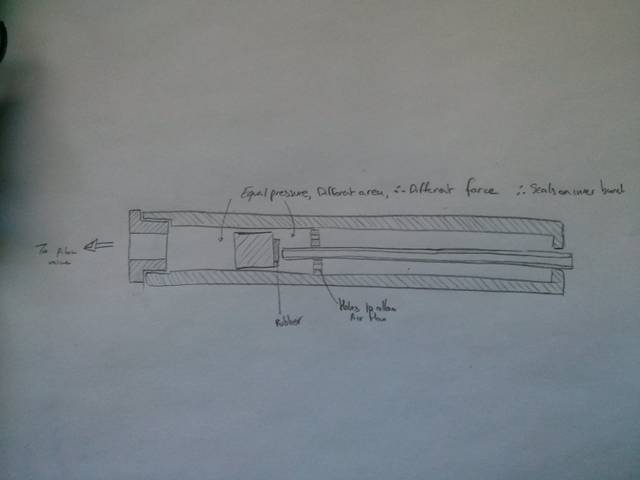 Equal pressure, Different area, ∴ Different force ∴ Seals on inner barrel
To pilot
valve
Rubber
Holes to allow
Air flow